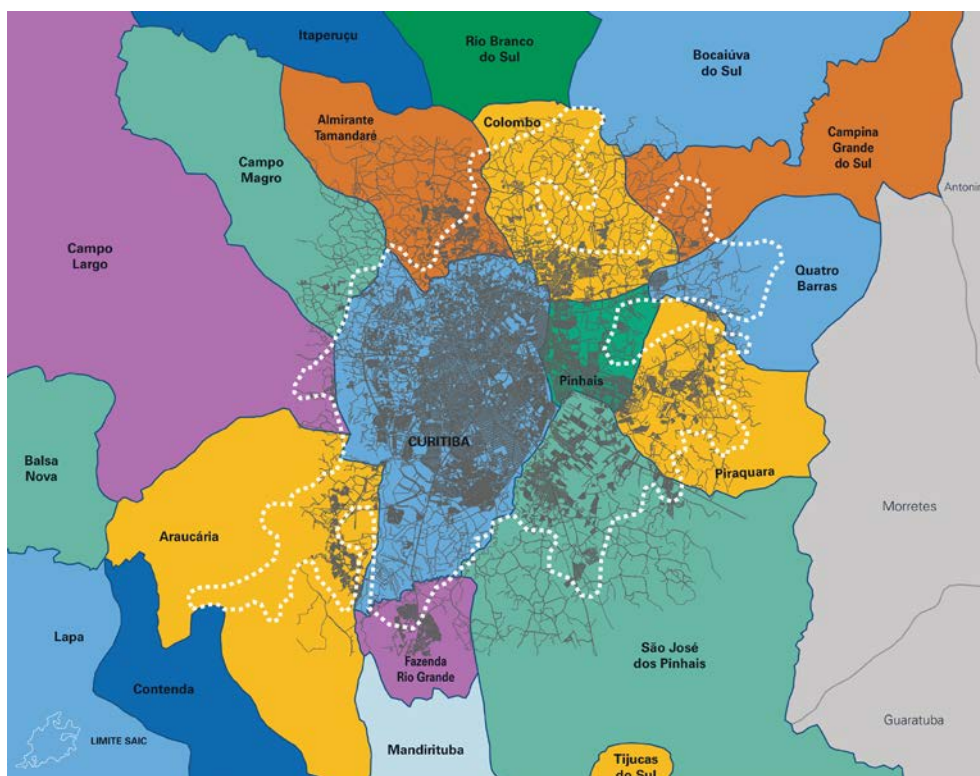 Itaperuçu
Rio Branco
do Sul
Bocaiúva
do Sul
Almirante
Tamandaré
Colombo
Campina
Grande
do Sul
Campo
Magro
Campo
Largo
Quatro
Barras
Pinhais
CURITIBA
Piraquara
Balsa
Nova
Morretes
Araucária
Lapa
São José
dos Pinhais
Fazenda
Rio Grande
Contenda
Guaratuba
LIMITE SAIC
Mandirituba
Tijucas
do Sul